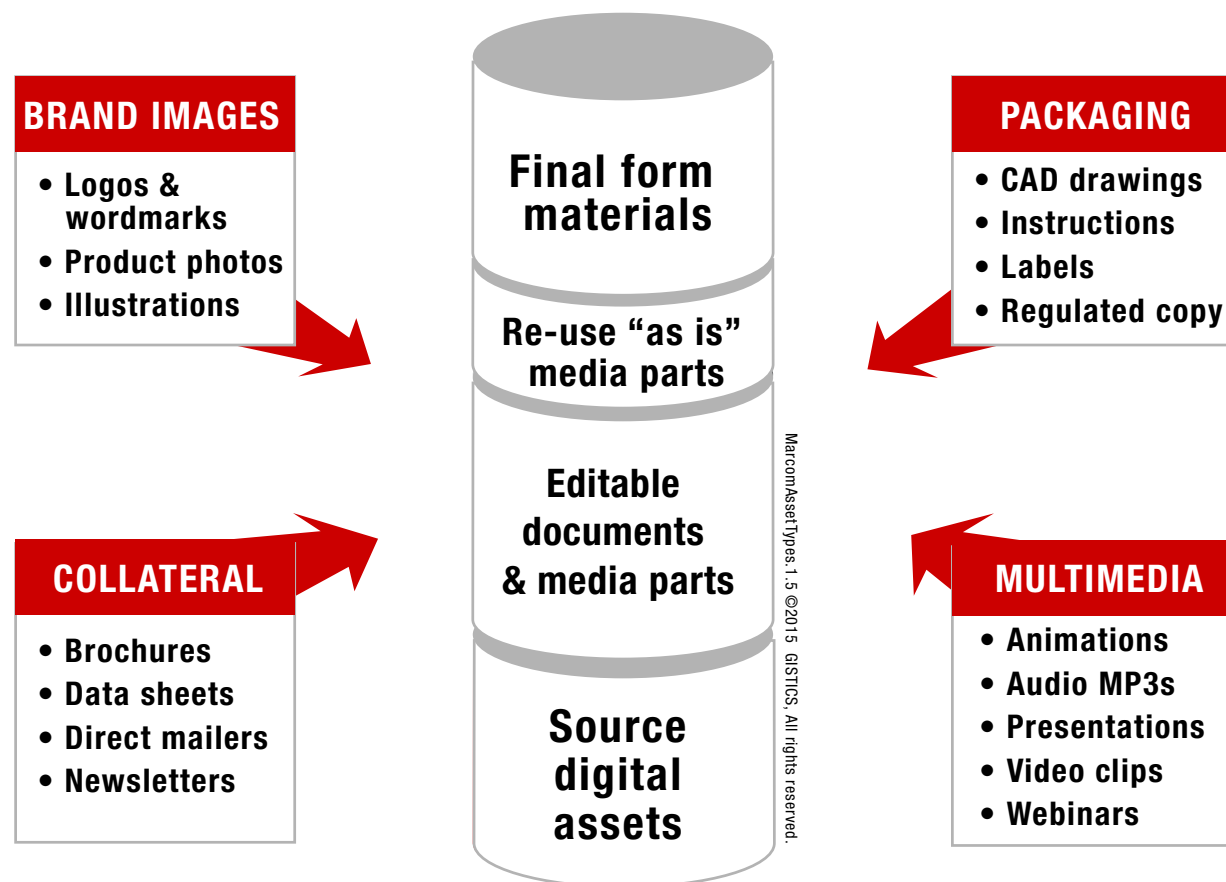 BRAND IMAGES
• Logos &
wordmarks
• Product photos
• Illustrations
Final form
materials
Re-use “as is”
media parts
Editable
documents
& media parts
Source
digital
assets
PACKAGING
• CAD drawings
• Instructions
• Labels
• Regulated copy
COLLATERAL
• Brochures
• Data sheets
• Direct mailers
• Newsletters
MULTIMEDIA
• Animations
• Audio MP3s
• Presentations
• Video clips
• Webinars
MarcomAssetTypes.1.5 ©2015 GISTICS, All rights reserved.